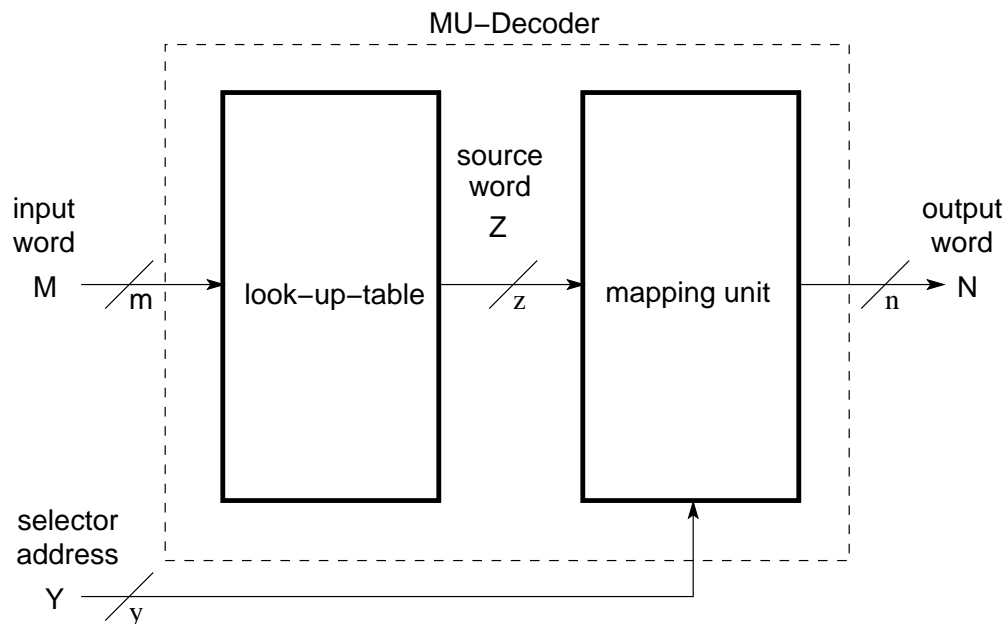 MU−Decoder
source
word
Z
input
word
M
m
look−up−table
z
mapping unit
n
output
word
N
selector
address
Y
y